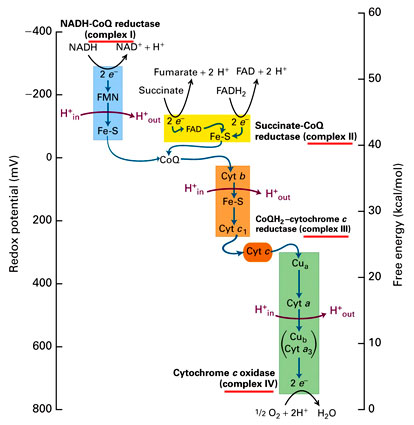 NADH-CoQ reductase
(complex I)
NADH
NAD⁺ + H⁺
2 e⁻
FMN
Fe-S
H⁺in
H⁺out
Fumarate + 2 H⁺
FAD + 2 H⁺
Succinate
FADH₂
2 e⁻
2 e⁻
FAD
Fe-S
Succinate-CoQ
reductase (complex II)
CoQ
Cyt b
H⁺in
H⁺out
Fe-S
Cyt c₁
CoQH₂–cytochrome c
reductase (complex III)
Cyt c
Cuₐ
Cyt a
H⁺in
H⁺out
Cu_b
Cyt a₃
Cytochrome c oxidase
(complex IV)
2 e⁻
1/2 O₂ + 2H⁺
H₂O
Redox potential (mV)
−400
−200
0
200
400
600
800
Free energy (kcal/mol)
60
50
40
30
20
10
0